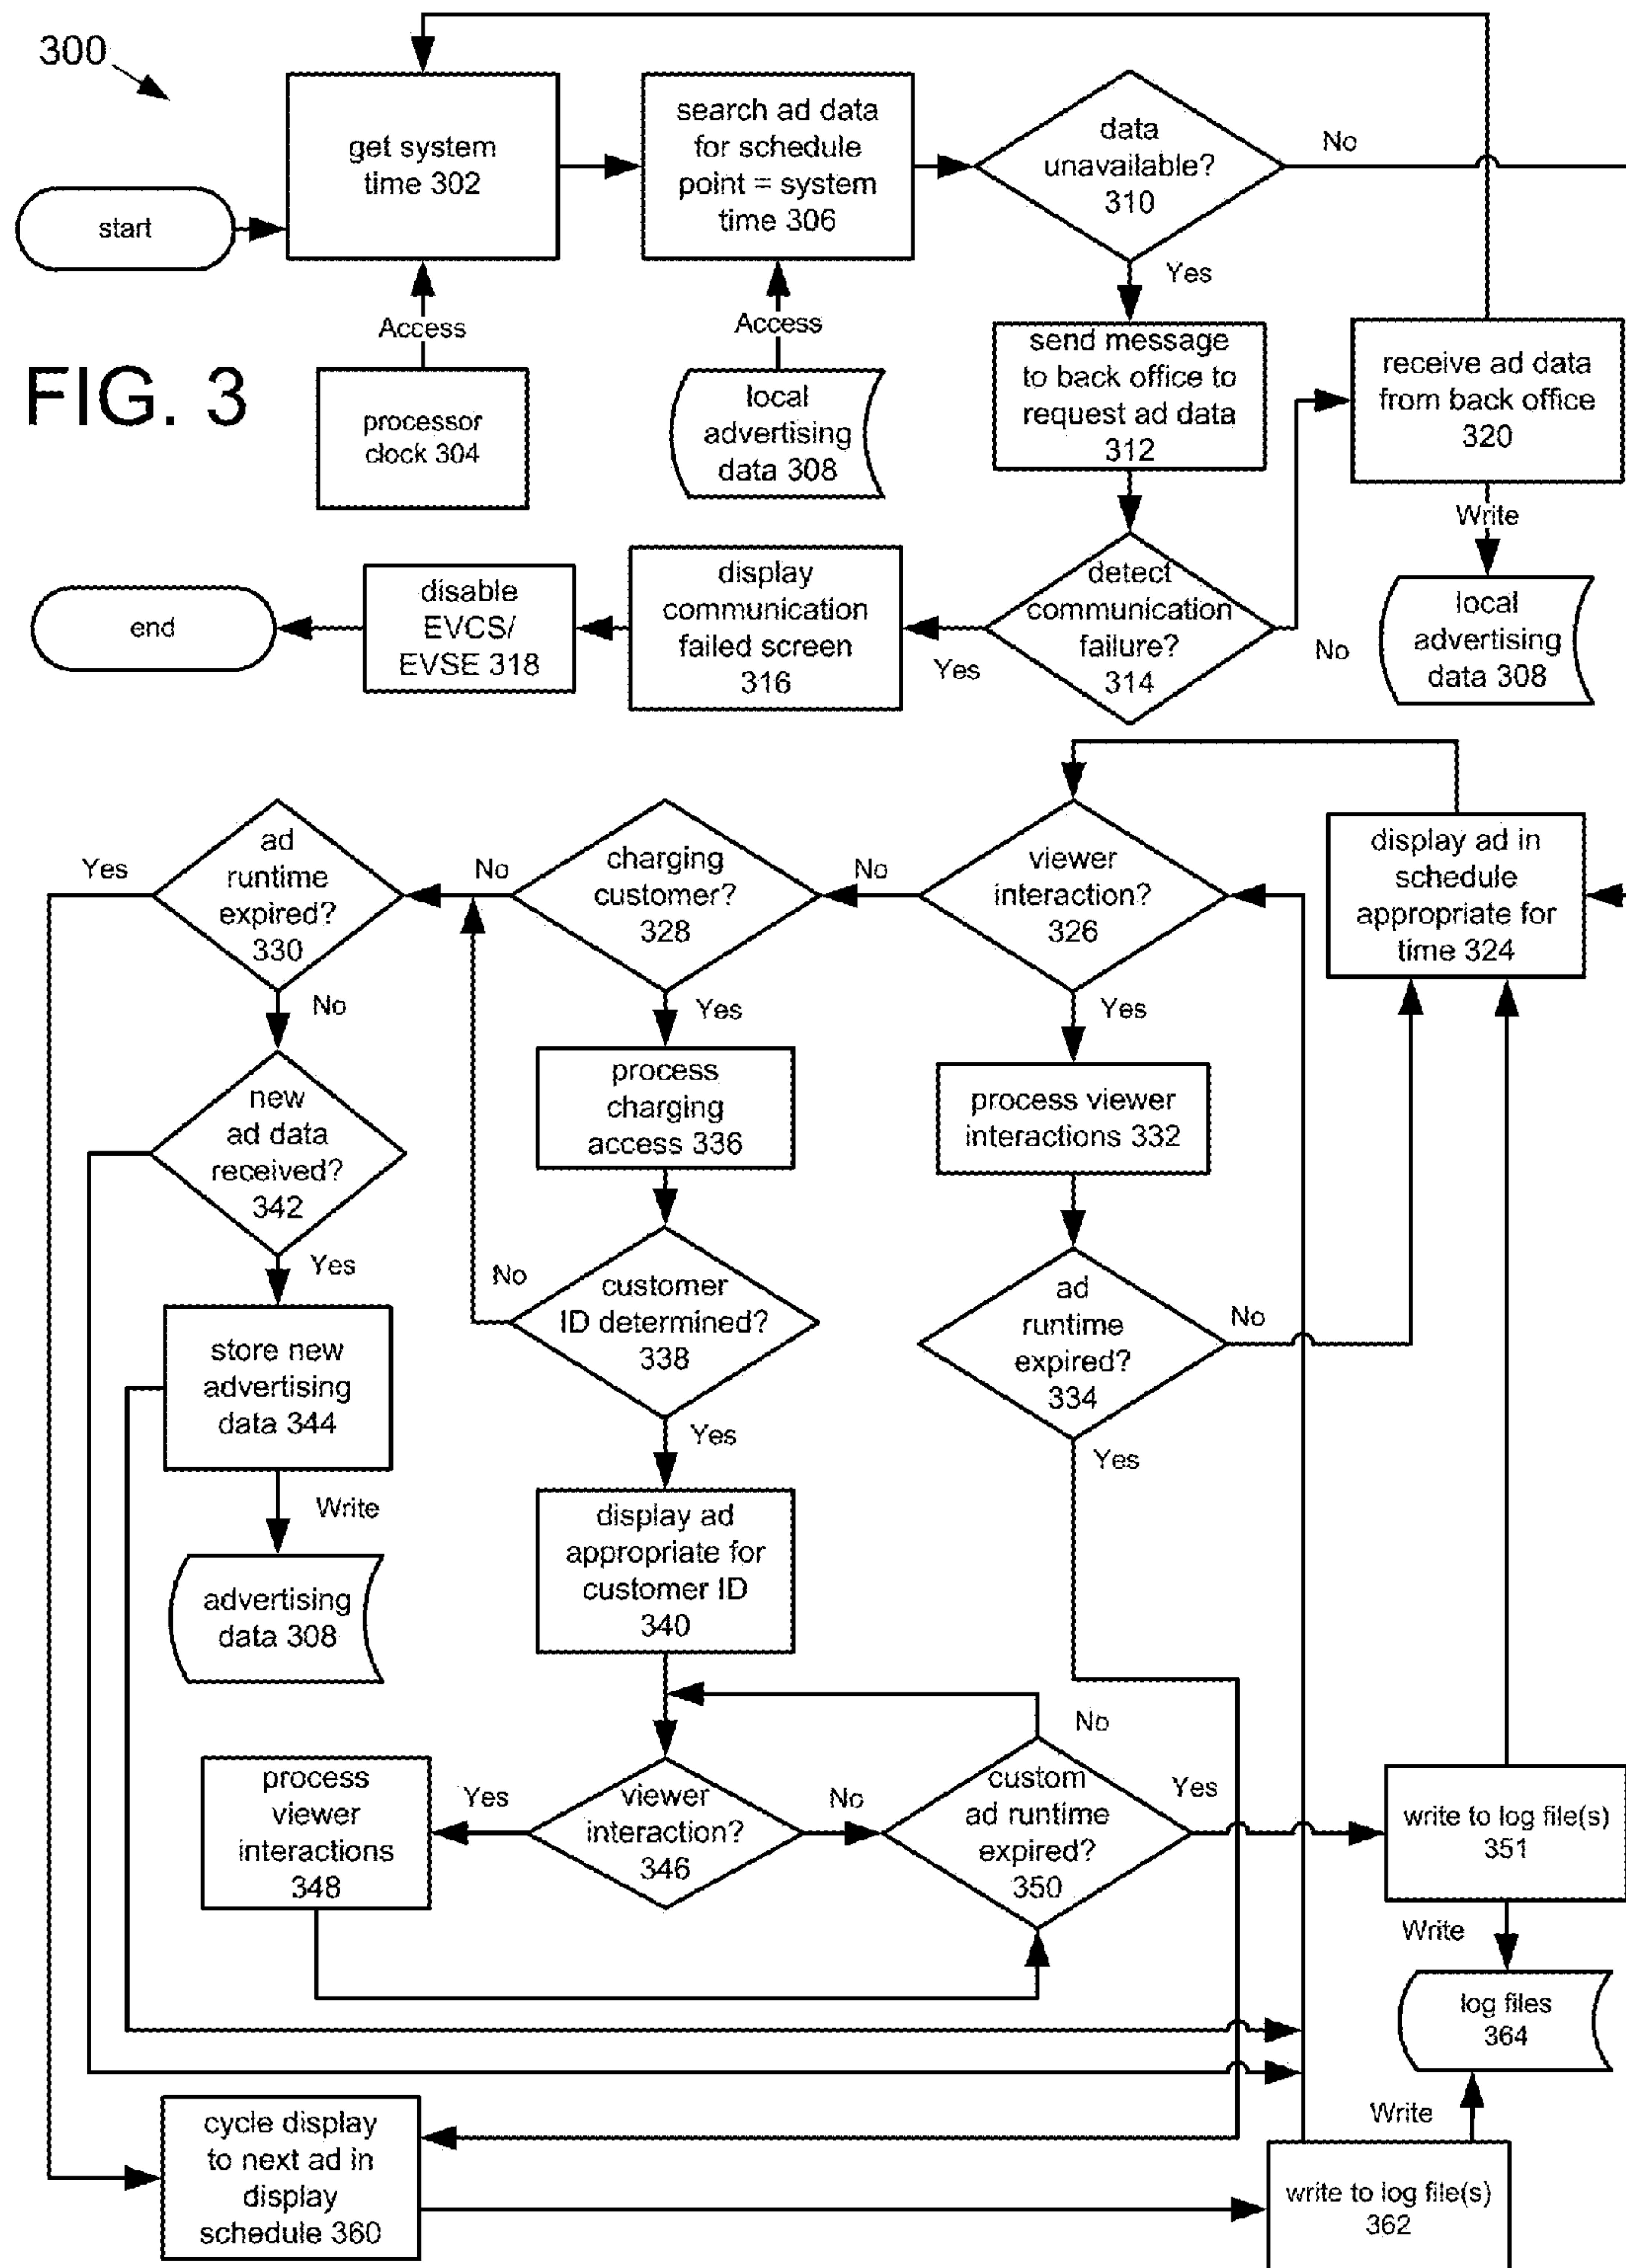 300
start
get system
time 302
search ad data
for schedule
point = system
time 306
data
unavailable?
310
No
Yes
Access
Access
FIG. 3
processor
clock 304
local
advertising
data 308
send message
to back office to
request ad data
312
receive ad data
from back office
320
Write
local
advertising
data 308
end
disable
EVCS/
EVSE 318
display
communication
failed screen
316
Yes
detect
communication
failure?
314
No
Yes
ad
runtime
expired?
330
No
charging
customer?
328
No
viewer
interaction?
326
display ad in
schedule
appropriate for
time 324
No
Yes
Yes
new
ad data
received?
342
process
charging
access 336
process viewer
interactions 332
Yes
No
customer
ID determined?
338
ad
runtime
expired?
334
No
store new
advertising
data 344
Yes
Yes
Write
advertising
data 308
display ad
appropriate for
customer ID
340
No
process
viewer
interactions
348
Yes
viewer
interaction?
346
No
custom
ad runtime
expired?
350
Yes
write to log file(s)
351
Write
log files
364
Write
cycle display
to next ad in
display
schedule 360
write to log file(s)
362